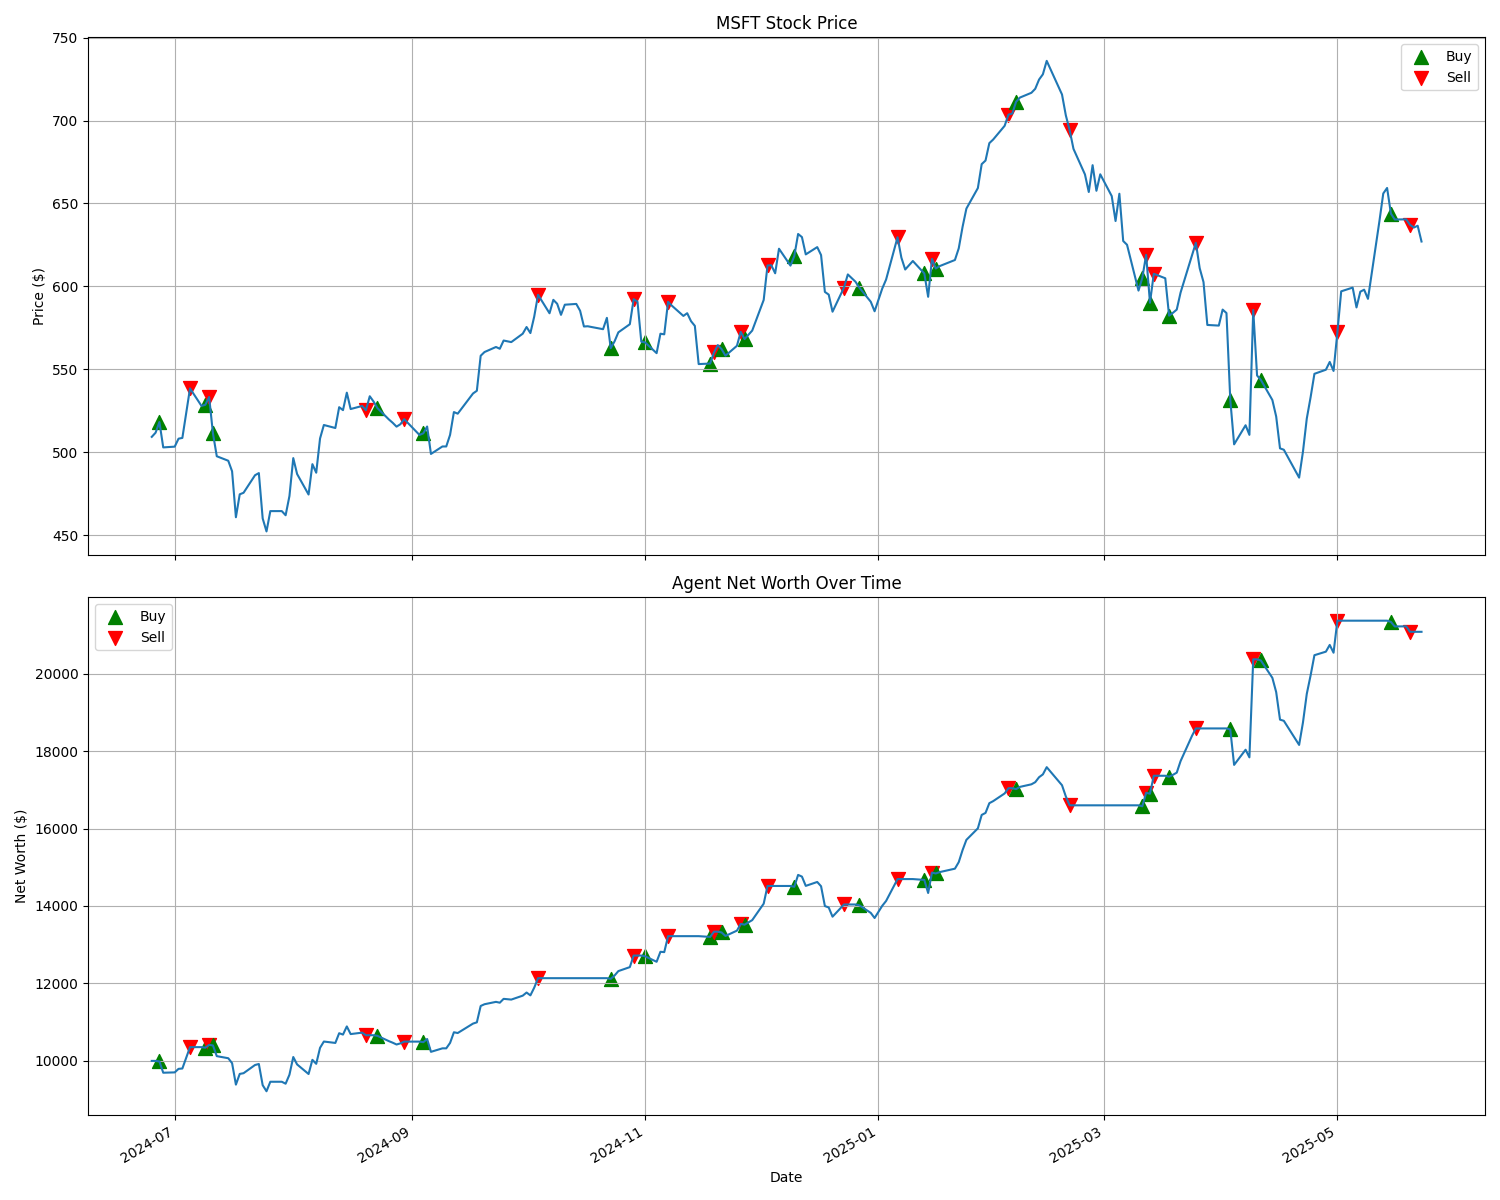 MSFT Stock Price
750
700
650
600
550
500
450
Price ($)
Buy
Sell
Agent Net Worth Over Time
Buy
Sell
20000
18000
16000
14000
12000
10000
Net Worth ($)
2024-07
2024-09
2024-11
2025-01
2025-03
2025-05
Date